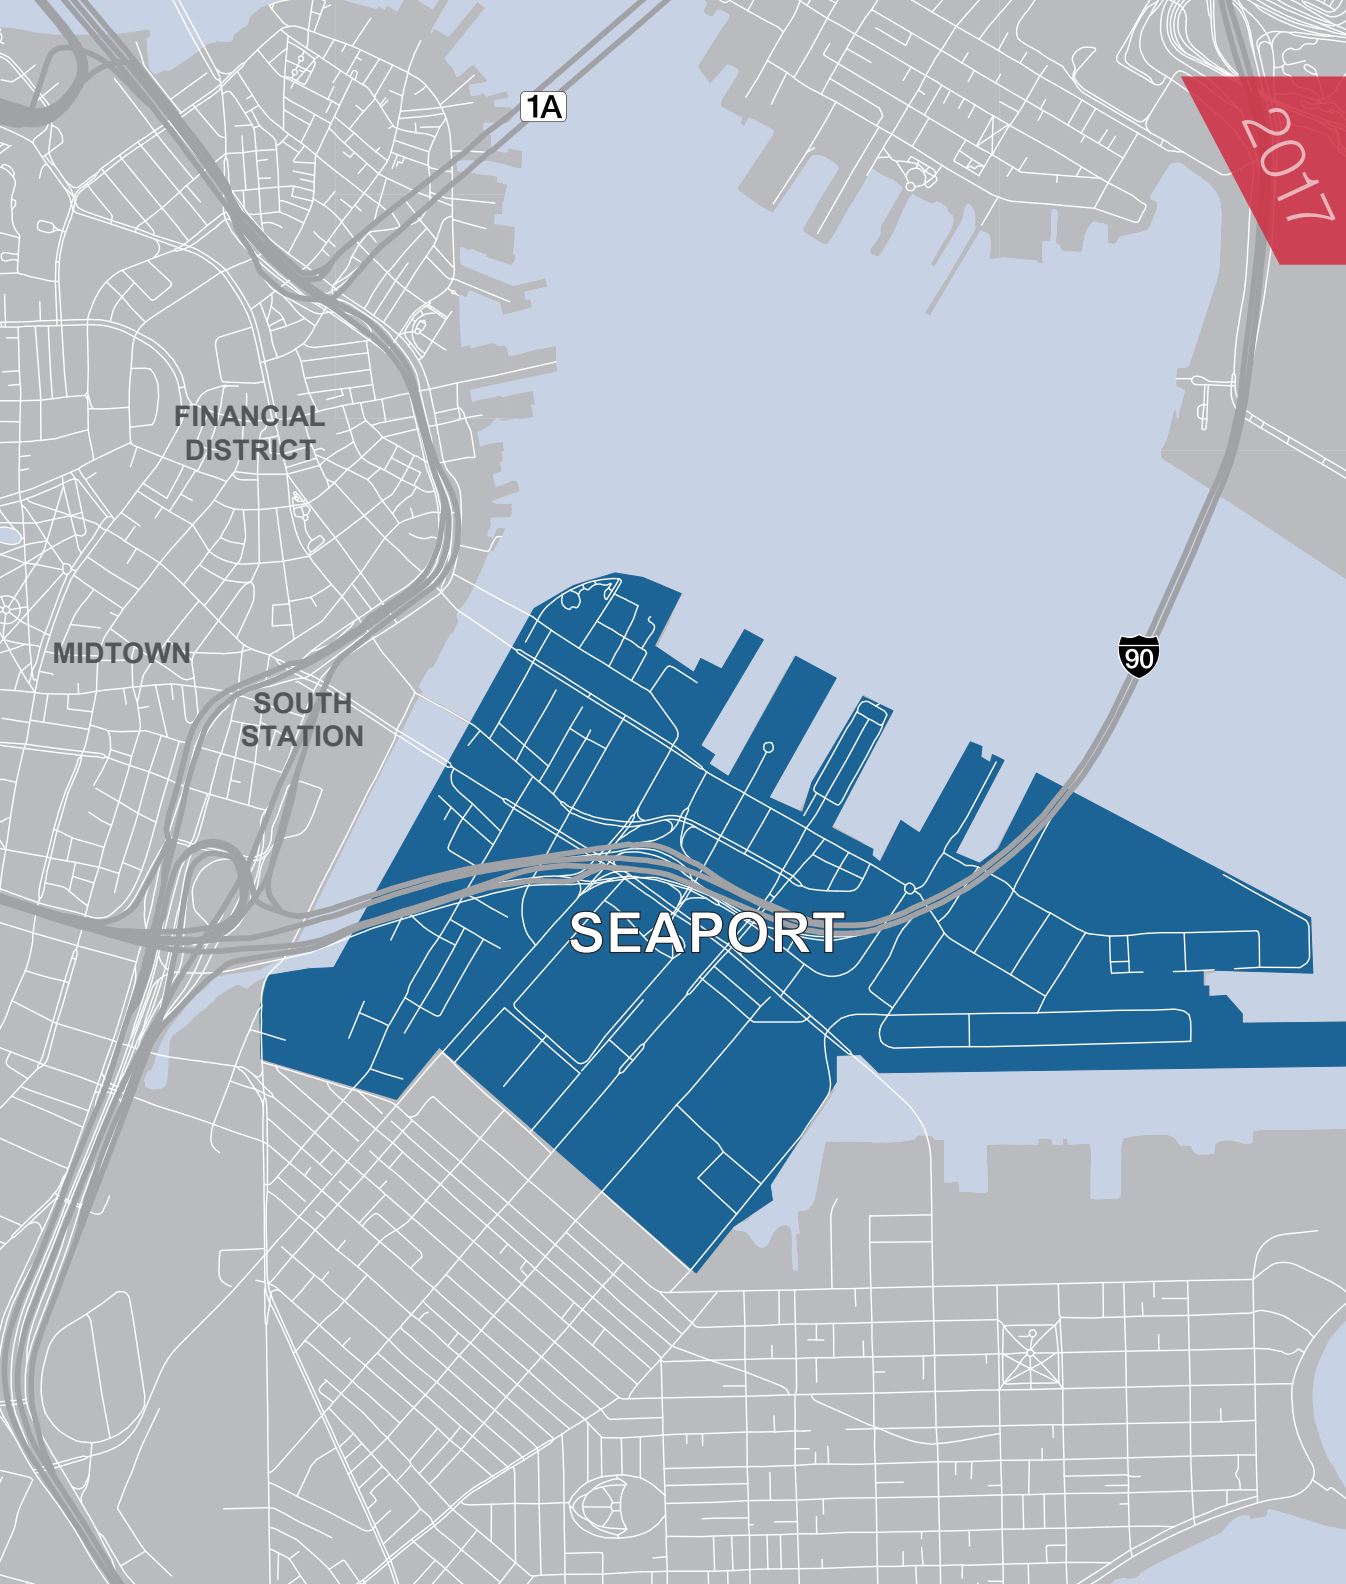 1A
2017
FINANCIAL
DISTRICT
MIDTOWN
90
SOUTH
STATION
SEAPORT